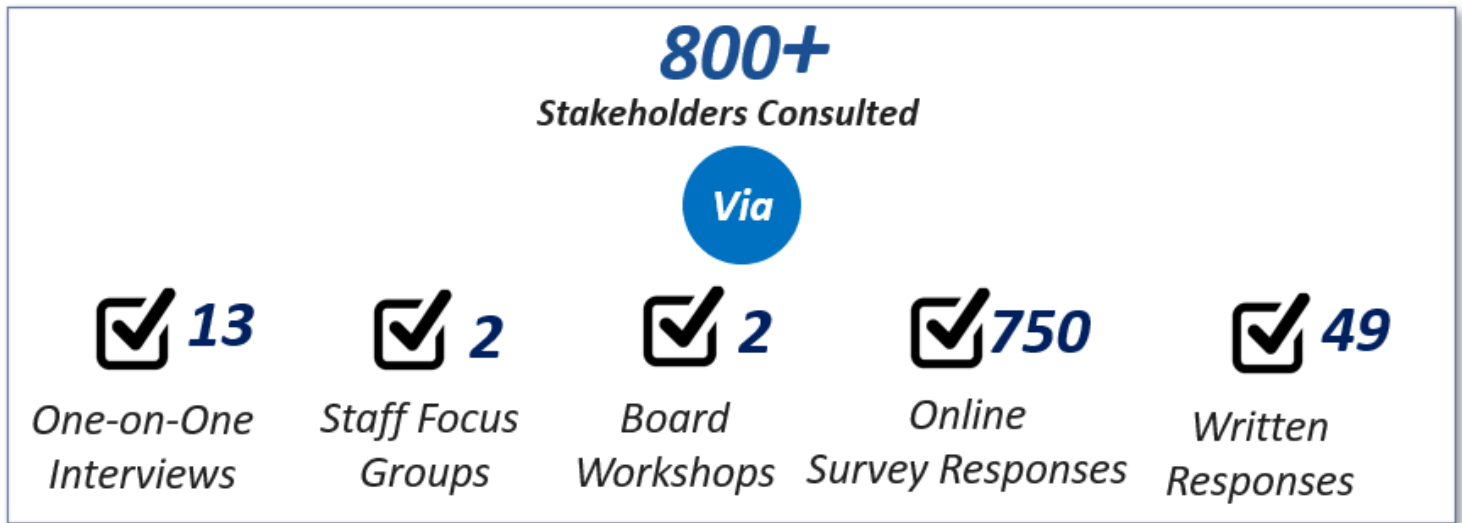 800+
Stakeholders Consulted
Via
13
One-on-One
Interviews
2
Staff Focus
Groups
2
Board
Workshops
750
Online
Survey Responses
49
Written
Responses